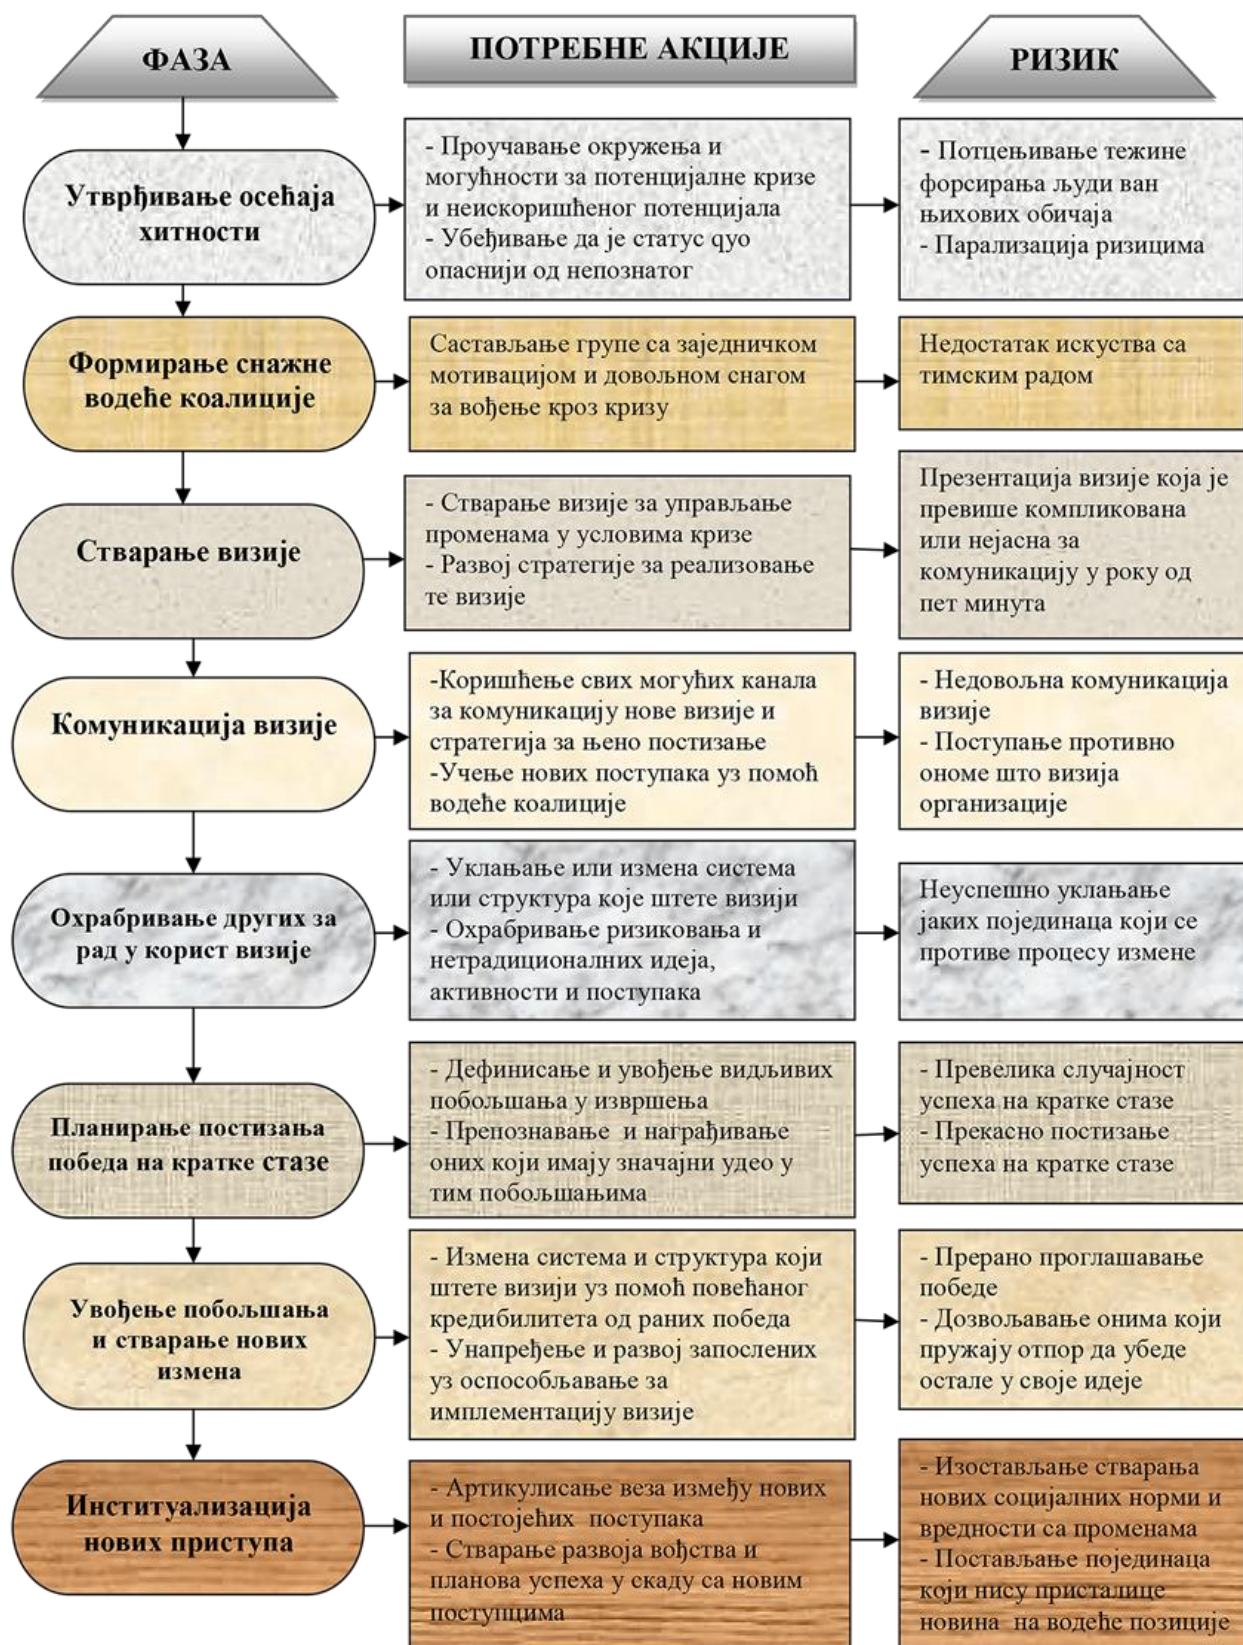 ФАЗА
ПОТРЕБНЕ АКЦИЈЕ
РИЗИК
Утврђивање осећаја
хитности
- Проучавање окружења и
могућности за потенцијалне кризе
и неискоришћеног потенцијала
- Убеђивање да је статус qуо
опаснији од непознатог
- Потцењивање тежине
форсирања људи ван
њихових обичаја
- Парализација ризицима
Формирање снажне
водеће коалиције
Састављање групе са заједничком
мотивацијом и довољном снагом
за вођење кроз кризу
Недостатак искуства са
тимским радом
Стварање визије
- Стварање визије за управљање
променама у условима кризе
- Развој стратегије за реализовање
те визије
Презентација визије која је
превише компликована
или нејасна за
комуникацију у року од
пет минута
Комуникација визије
-Коришћење свих могућих канала
за комуникацију нове визије и
стратегија за њено постизање
-Учење нових поступака уз помоћ
водеће коалиције
- Недовољна комуникација
визије
- Поступање противно
ономе што визија
организације
Охрабривање других за
рад у корист визије
- Уклањање или измена система
или структура које штете визији
- Охрабривање ризиковања и
нетрадиционалних идеја,
активности и поступака
Неуспешно уклањање
јаких појединаца који се
противе процесу измене
Планирање постизања
победа на кратке стазе
- Дефинисање и увођење видљивих
побољшања у извршења
- Препознавање и награђивање
оних који имају значајни удео у
тим побољшањима
- Превелика случајност
успеха на кратке стазе
- Прекасно постизање
успеха на кратке стазе
Увођење побољшања
и стварање нових
измена
- Измена система и структура који
штете визији уз помоћ повећаног
кредибилитета од раних победа
- Унапређење и развој запослених
уз оспособљавање за
имплементацију визије
- Прерано проглашавање
победе
- Дозвољавање онима који
пружају отпор да убеде
остале у своје идеје
Институализација
нових приступа
- Артикулисање веза између нових
и постојећих поступака
- Стварање развоја вођства и
планова успеха у скаду са новим
поступцима
- Изостављање стварања
нових социјалних норми и
вредности са променама
- Постављање појединаца
који нису присталице
новина на водеће позиције